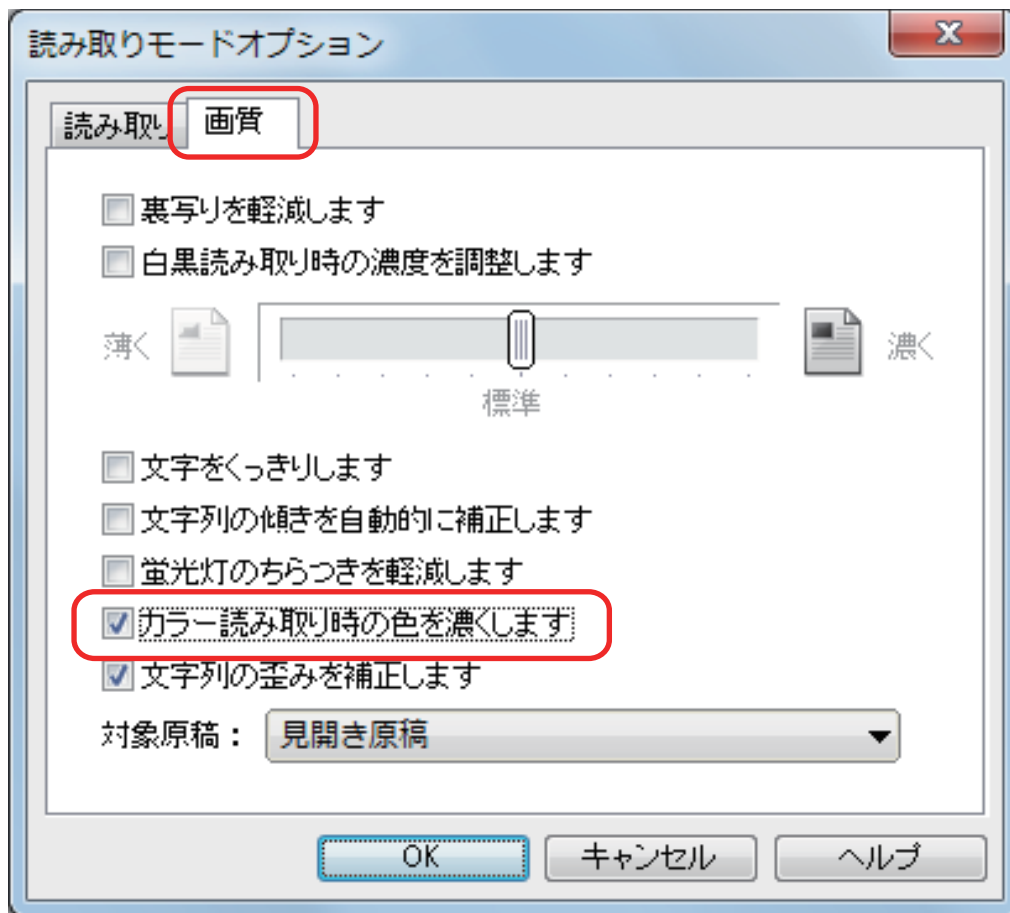 読み取りモードオプション
読み取り 画質
裏写りを軽減します
白黒読み取り時の濃度を調整します
薄く 濃く
標準
文字をくっきりします
文字列の傾きを自動的に補正します
蛍光灯のちらつきを軽減します
カラー読み取り時の色を濃くします
文字列の歪みを補正します
対象原稿： 見開き原稿
OK キャンセル ヘルプ